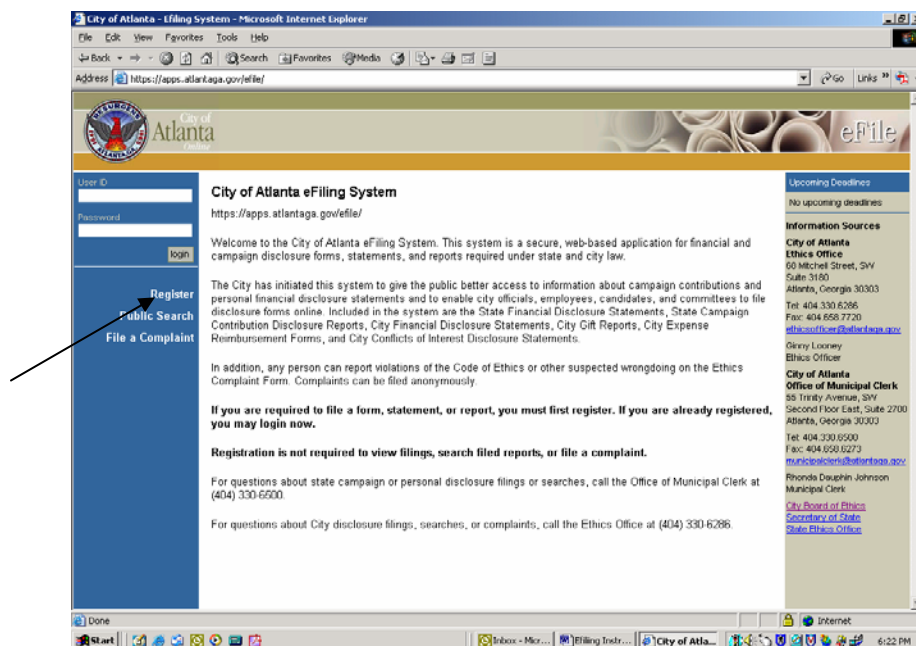 City of Atlanta - Efiling System - Microsoft Internet Explorer
File Edit View Favorites Tools Help
Back Search Favorites Media
Address https://apps.atlantaga.gov/efile/ Go Links »
RESURGENS
ATLANTA, GA
City of
Atlanta
Online
eFile
User ID
Password
login
Register
Public Search
File a Complaint
City of Atlanta eFiling System
https://apps.atlantaga.gov/efile/
Welcome to the City of Atlanta eFiling System. This system is a secure, web-based application for financial and
campaign disclosure forms, statements, and reports required under state and city law.
The City has initiated this system to give the public better access to information about campaign contributions and
personal financial disclosure statements and to enable city officials, employees, candidates, and committees to file
disclosure forms online. Included in the system are the State Financial Disclosure Statements, State Campaign
Contribution Disclosure Reports, City Financial Disclosure Statements, City Gift Reports, City Expense
Reimbursement Forms, and City Conflicts of Interest Disclosure Statements.
In addition, any person can report violations of the Code of Ethics or other suspected wrongdoing on the Ethics
Complaint Form. Complaints can be filed anonymously.
If you are required to file a form, statement, or report, you must first register. If you are already registered,
you may login now.
Registration is not required to view filings, search filed reports, or file a complaint.
For questions about state campaign or personal disclosure filings or searches, call the Office of Municipal Clerk at
(404) 330-6500.
For questions about City disclosure filings, searches, or complaints, call the Ethics Office at (404) 330-6286.
Upcoming Deadlines
No upcoming deadlines
Information Sources
City of Atlanta
Ethics Office
60 Mitchell Street, SW
Suite 3180
Atlanta, Georgia 30303
Tel: 404.330.6286
Fax: 404.658.7720
ethicsofficer@atlantaga.gov
Ginny Looney
Ethics Officer
City of Atlanta
Office of Municipal Clerk
55 Trinity Avenue, SW
Second Floor East, Suite 2700
Atlanta, Georgia 30303
Tel: 404.330.6500
Fax: 404.658.6273
municipalclerk@atlantaga.gov
Rhonda Dauphin Johnson
Municipal Clerk
City Board of Ethics
Secretary of State
State Ethics Office
Done Internet
Start Inbox - Micr... Efiling Instr... City of Atla... 6:22 PM